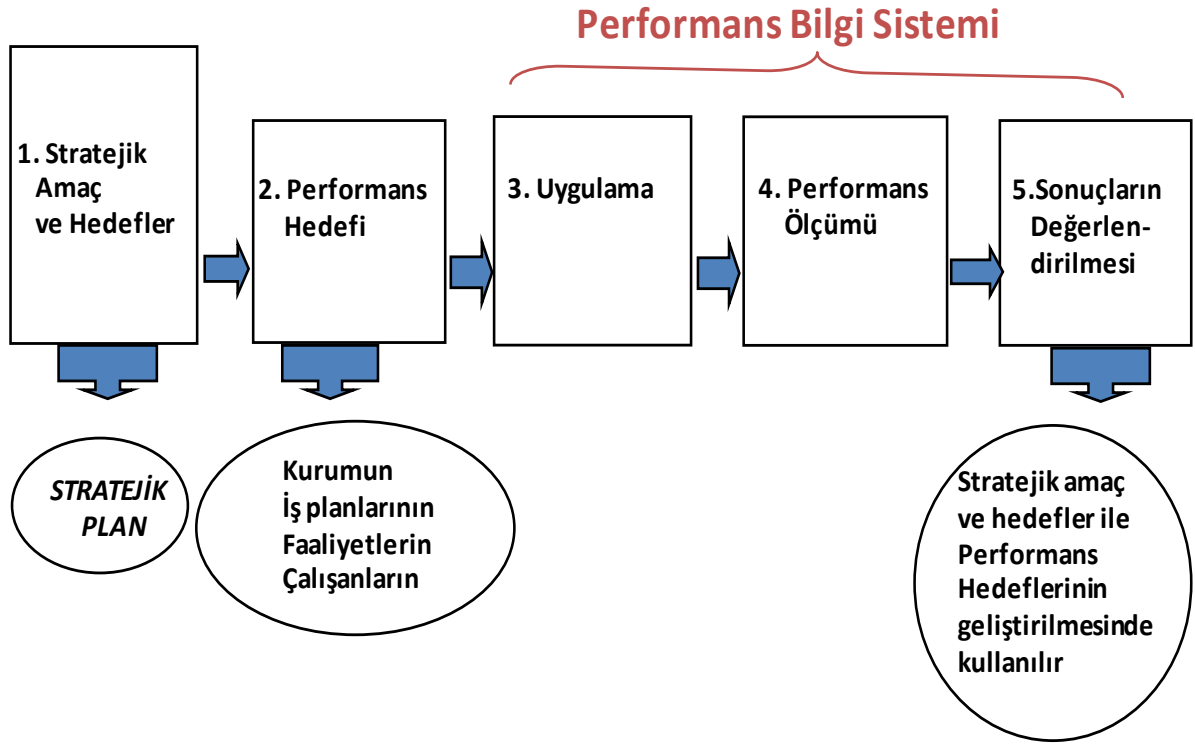 Performans Bilgi Sistemi
1. Stratejik
Amaç
ve Hedefler
2. Performans
Hedefi
3. Uygulama
4. Performans
Ölçümü
5.Sonuçların
Değerlen-
dirilmesi
STRATEJİK
PLAN
Kurumun
İş planlarının
Faaliyetlerin
Çalışanların
Stratejik amaç
ve hedefler ile
Performans
Hedeflerinin
geliştirilmesinde
kullanılır